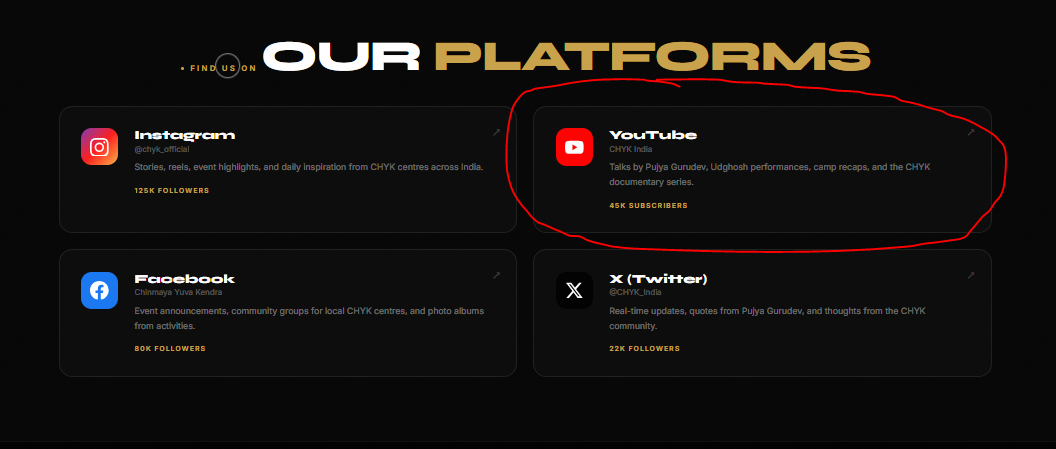 • FIND US ON
OUR PLATFORMS
Instagram
@chyk_official
Stories, reels, event highlights, and daily inspiration from CHYK centres across India.
125K FOLLOWERS
YouTube
CHYK India
Talks by Pujya Gurudev, Udghosh performances, camp recaps, and the CHYK
documentary series.
45K SUBSCRIBERS
Facebook
Chinmaya Yuva Kendra
Event announcements, community groups for local CHYK centres, and photo albums
from activities.
80K FOLLOWERS
X (Twitter)
@CHYK_India
Real-time updates, quotes from Pujya Gurudev, and thoughts from the CHYK
community.
22K FOLLOWERS